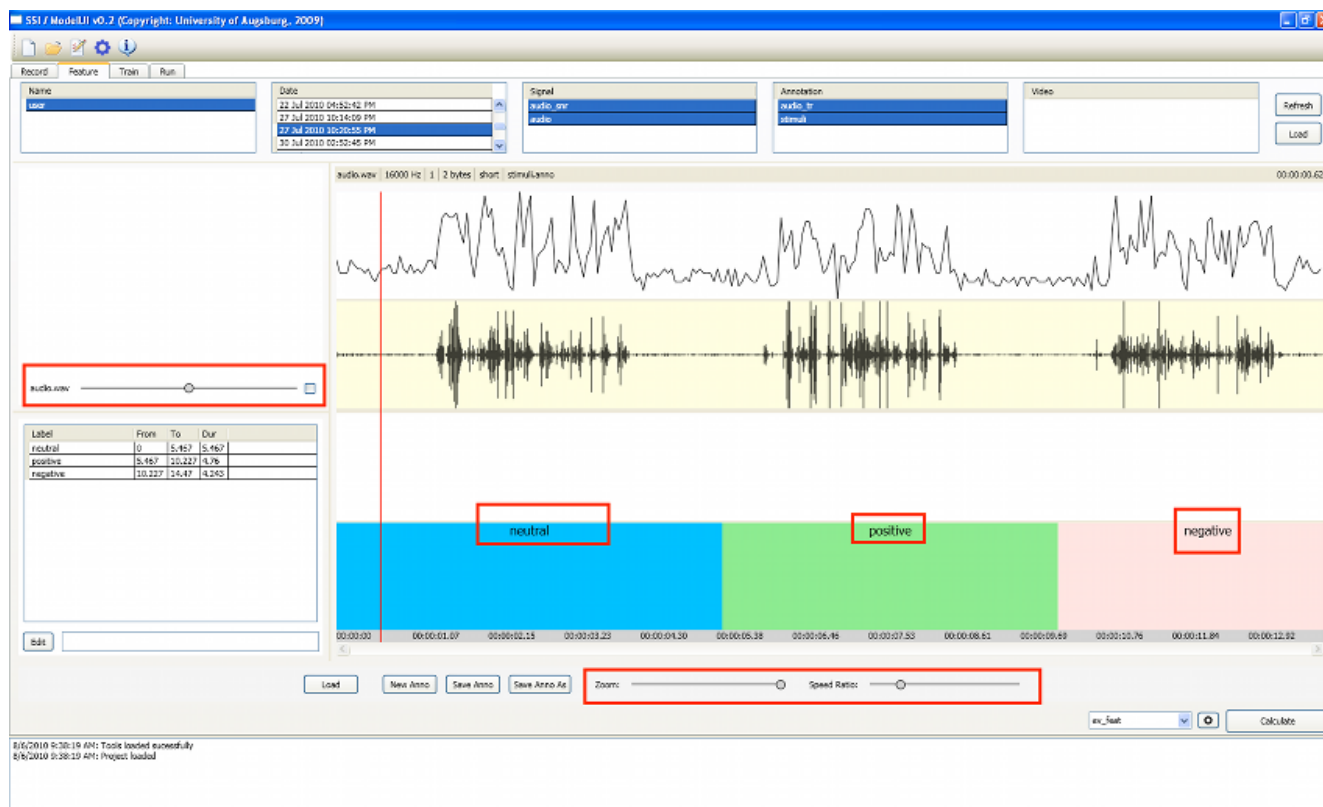 SSI / ModelUI v0.2 (Copyright: University of Augsburg, 2009)
Record Feature Train Run
Name Date Signal Annotation Video
user
22 Jul 2010 04:52:42 PM
27 Jul 2010 10:14:09 PM
27 Jul 2010 10:20:55 PM
30 Jul 2010 02:52:45 PM
audio_snr
audio
audio_tr
stimuli
Refresh
Load
audio.wav 16000 Hz 1 2 bytes short stimuli.anno 00:00:00.62
audio.wav
Label From To Dur
neutral 0 5.467 5.467
positive 5.467 10.227 4.76
negative 10.227 14.47 4.243
neutral positive negative
Edit
00:00:00 00:00:01.07 00:00:02.15 00:00:03.23 00:00:04.30 00:00:05.38 00:00:06.46 00:00:07.53 00:00:08.61 00:00:09.69 00:00:10.76 00:00:11.84 00:00:12.92
Load New Anno Save Anno Save Anno As Zoom: Speed Ratio:
ev_feat Calculate
8/6/2010 9:38:19 AM: Tools loaded sucessfully
8/6/2010 9:38:19 AM: Project loaded